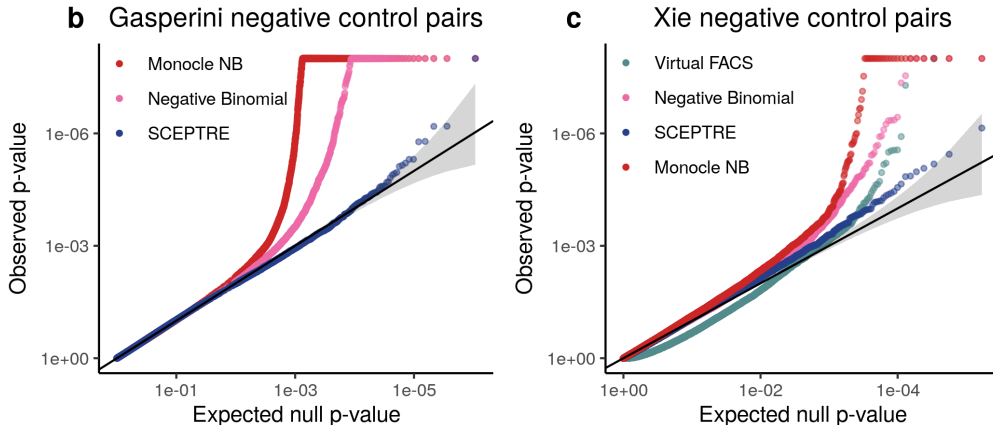 b Gasperini negative control pairs
Monocle NB
Negative Binomial
SCEPTRE
1e-06
1e-03
1e+00
Observed p-value
1e-01 1e-03 1e-05
Expected null p-value
c Xie negative control pairs
Virtual FACS
Negative Binomial
SCEPTRE
Monocle NB
1e-06
1e-03
1e+00
Observed p-value
1e+00 1e-02 1e-04
Expected null p-value